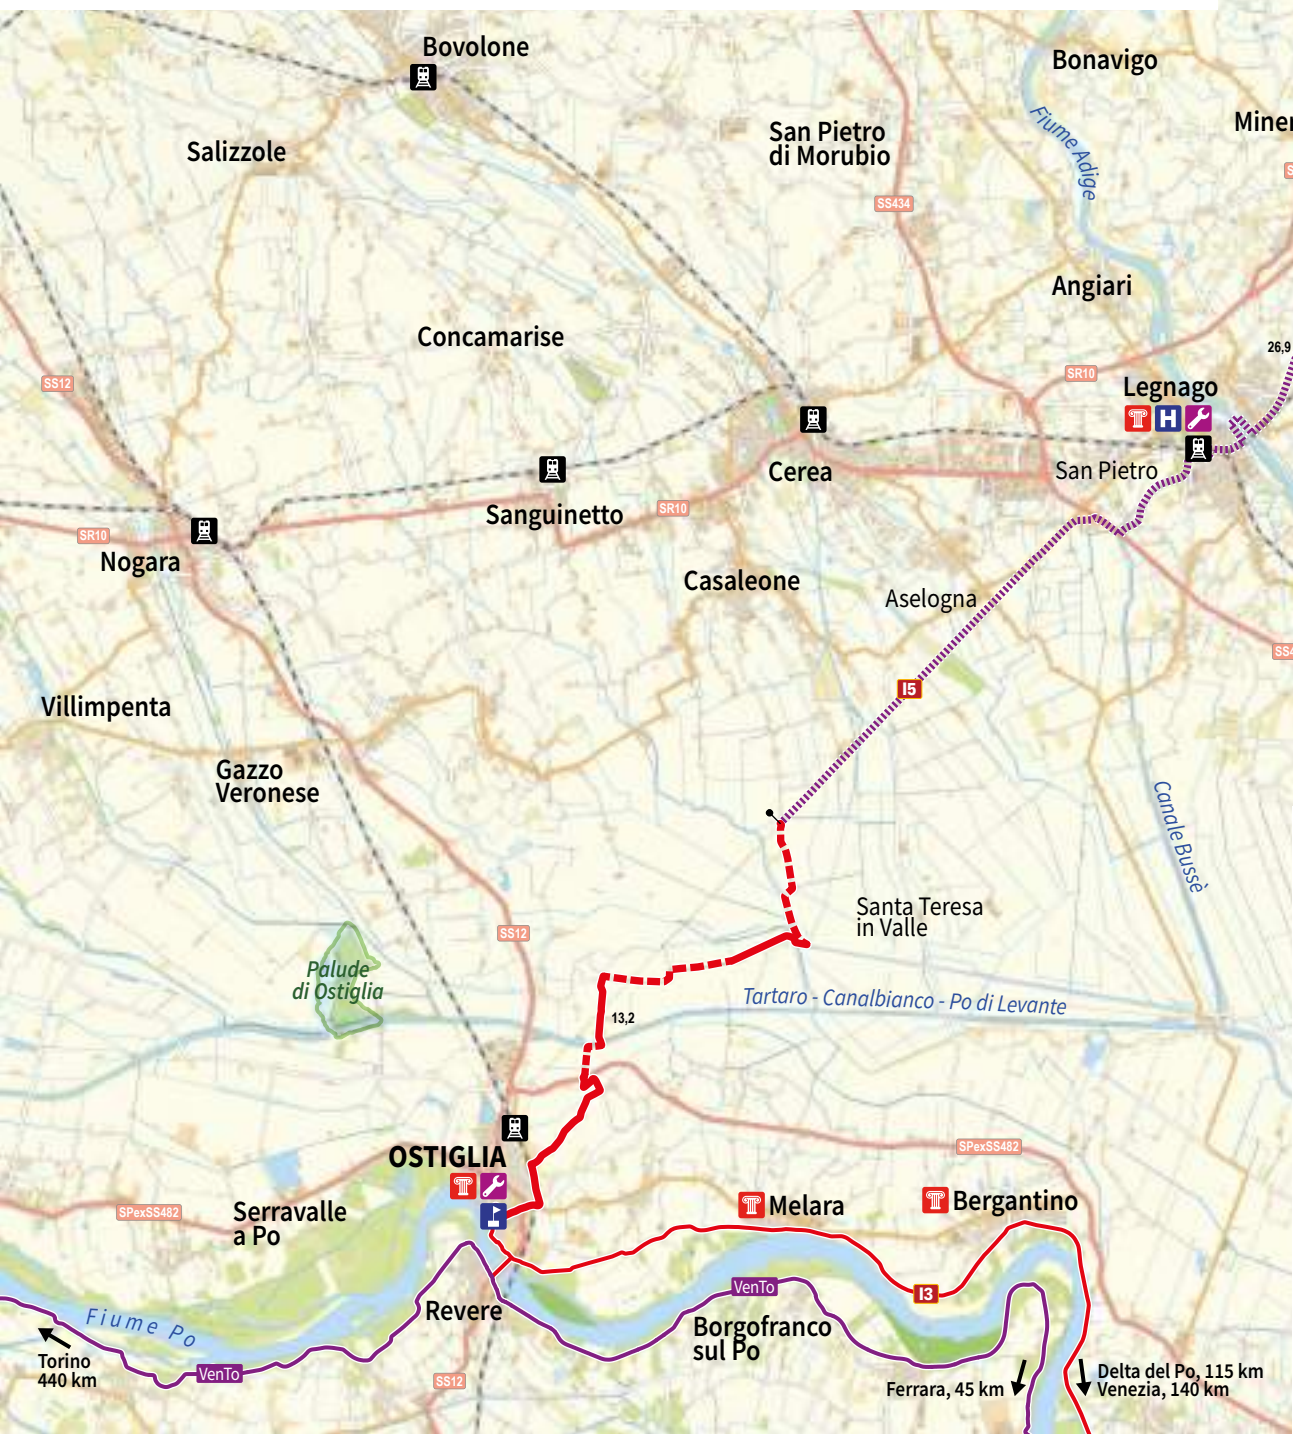 Bovolone
Bonavigo
Fiume Adige
Salizzole
San Pietro
di Morubio
SS434
Angiari
Concamarise
26,9
SS12
SR10
Legnago
H
San Pietro
Cerea
Sanguinetto
SR10
SR10
Nogara
Casaleone
Aselogna
I5
Villimpenta
Gazzo
Veronese
Canale Bussè
Santa Teresa
in Valle
SS12
Palude
di Ostiglia
Tartaro - Canalbianco - Po di Levante
13,2
SPexSS482
OSTIGLIA
Melara
Bergantino
SPexSS482
Serravalle
a Po
VenTo
I3
Revere
Fiume Po
Borgofranco
sul Po
Torino
440 km
VenTo
SS12
Ferrara, 45 km
Delta del Po, 115 km
Venezia, 140 km